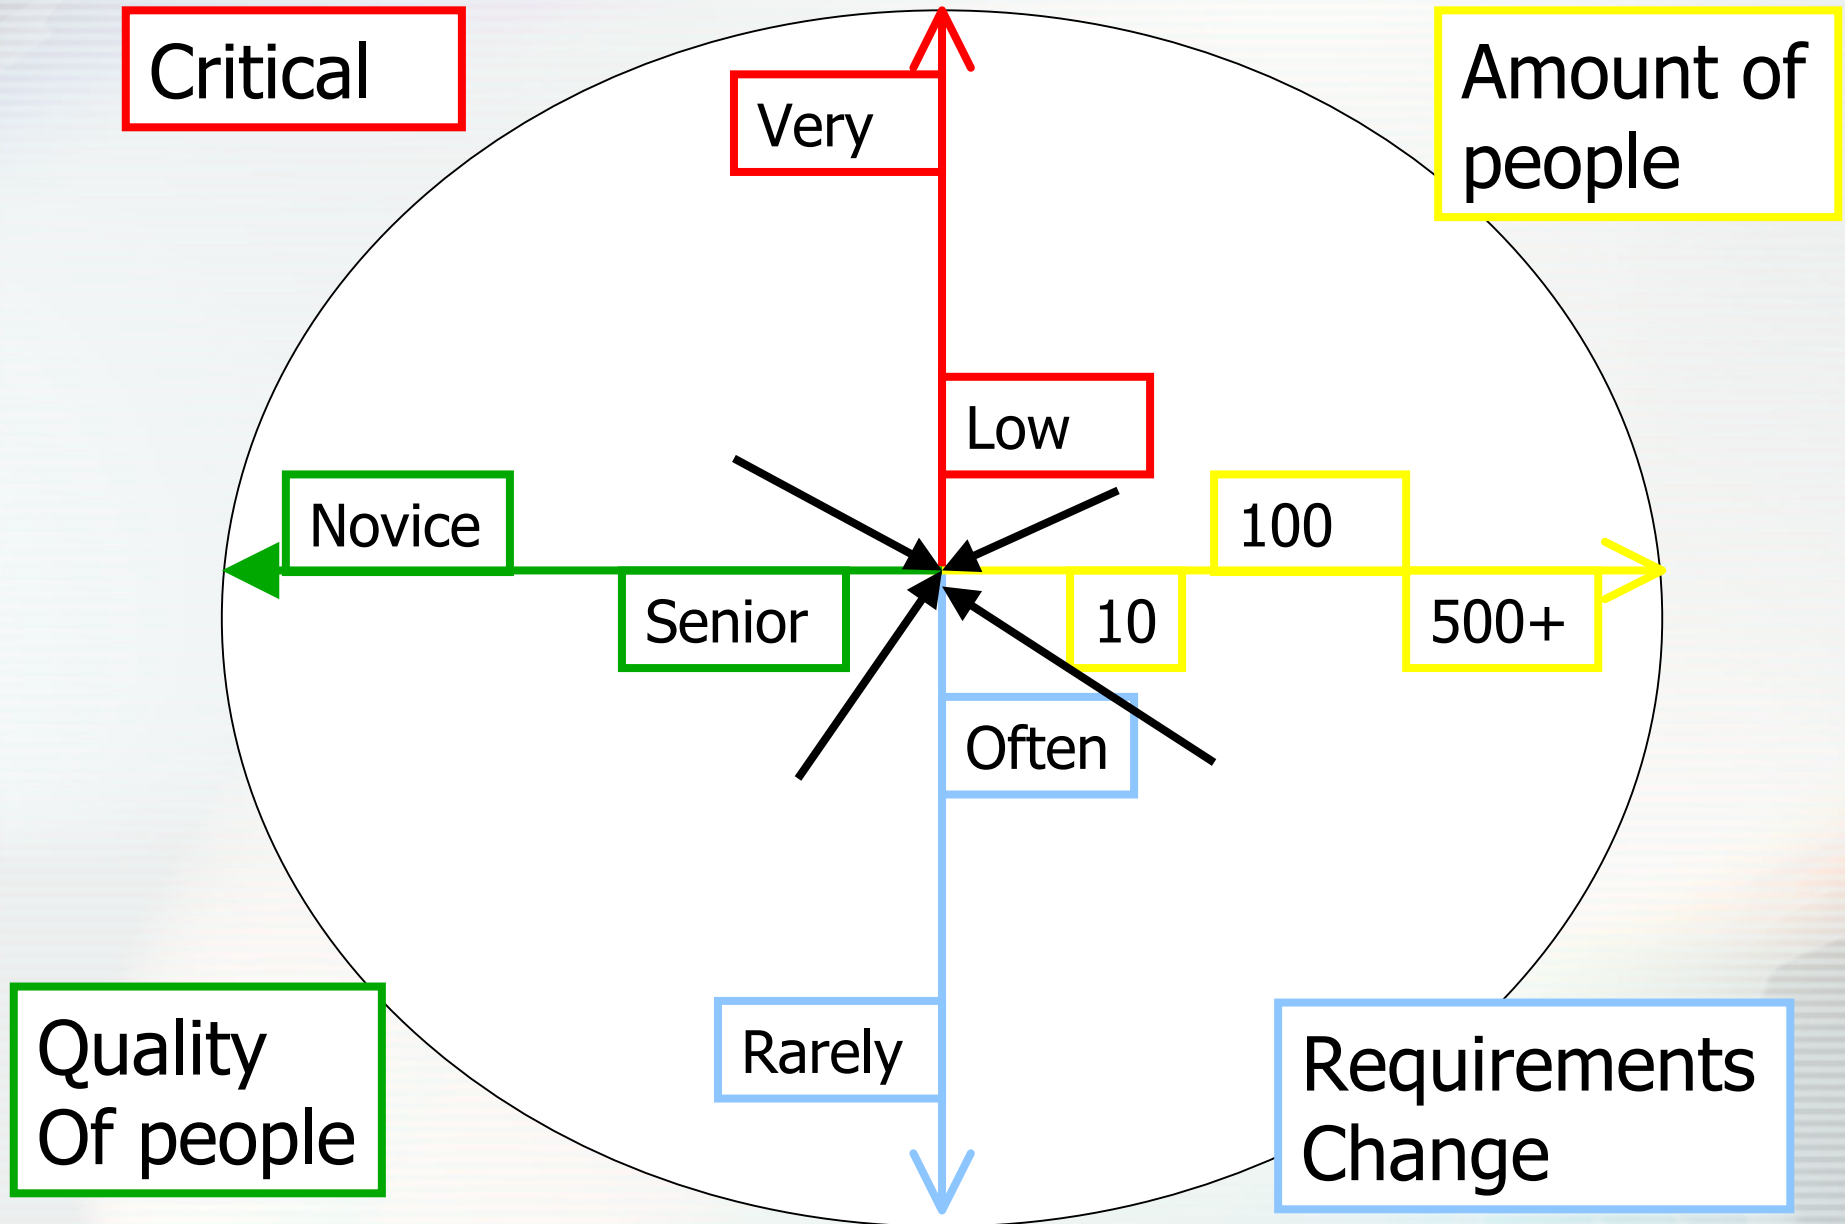 Critical
Amount of
people
Very
Low
Novice
100
Senior
10
500+
Often
Rarely
Quality
Of people
Requirements
Change